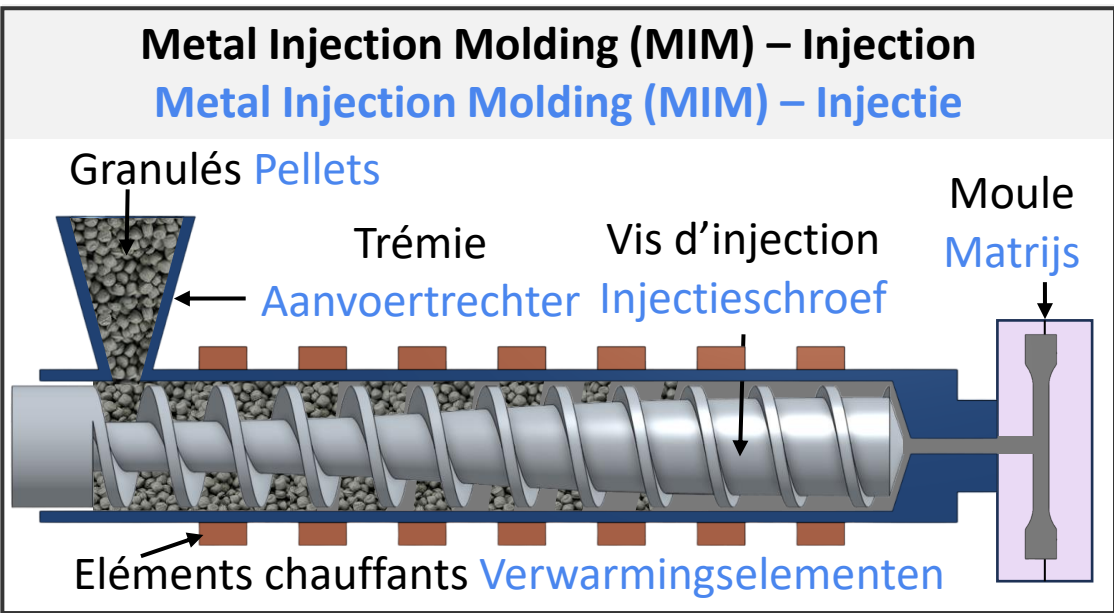 Metal Injection Molding (MIM) – Injection
Metal Injection Molding (MIM) – Injectie
Granulés Pellets
Trémie
Aanvoertrechter
Vis d’injection
Injectieschroef
Moule
Matrijs
Eléments chauffants Verwarmingselementen